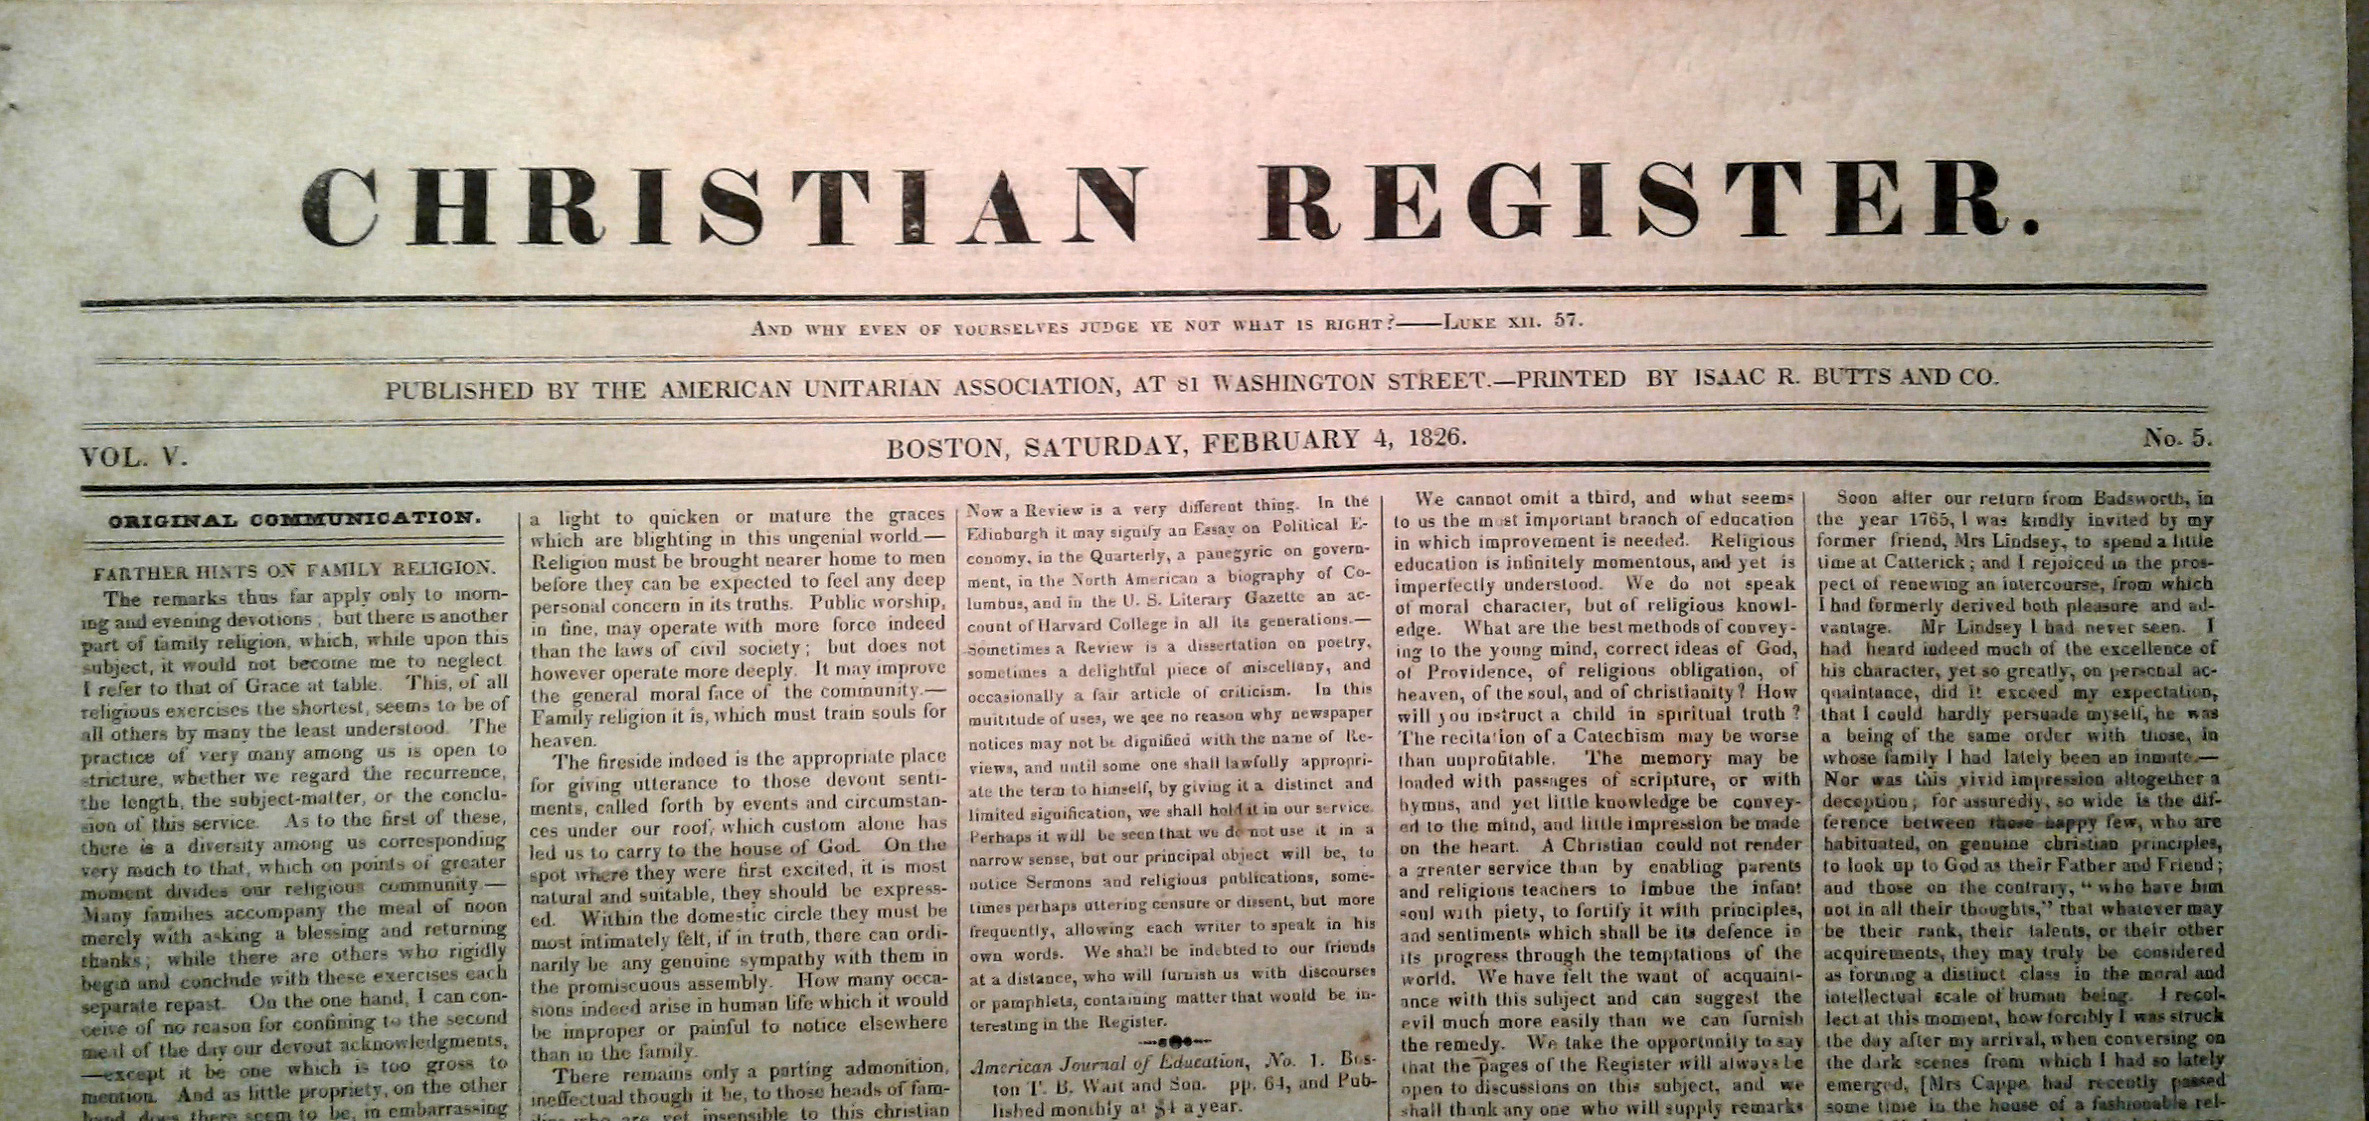 CHRISTIAN REGISTER.
AND WHY EVEN OF YOURSELVES JUDGE YE NOT WHAT IS RIGHT?——LUKE XII. 57.
PUBLISHED BY THE AMERICAN UNITARIAN ASSOCIATION, AT 81 WASHINGTON STREET.—PRINTED BY ISAAC R. BUTTS AND CO.
VOL. V.
BOSTON, SATURDAY, FEBRUARY 4, 1826.
No. 5.
ORIGINAL COMMUNICATION.
FARTHER HINTS ON FAMILY RELIGION.
The remarks thus far apply only to morn-
ing and evening devotions; but there is another
part of family religion, which, while upon this
subject, it would not become me to neglect
I refer to that of Grace at table. This, of all
religious exercises the shortest, seems to be of
all others by many the least understood. The
practice of very many among us is open to
stricture, whether we regard the recurrence,
the length, the subject-matter, or the conclu-
sion of this service. As to the first of these,
there is a diversity among us corresponding
very much to that, which on points of greater
moment divides our religious community.—
Many families accompany the meal of noon
merely with asking a blessing and returning
thanks; while there are others who rigidly
begin and conclude with these exercises each
separate repast. On the one hand, I can con-
ceive of no reason for confining to the second
meal of the day our devout acknowledgments,
—except it be one which is too gross to
mention. And as little propriety, on the other
hand, does there seem to be, in embarrassing
a light to quicken or mature the graces
which are blighting in this ungenial world.—
Religion must be brought nearer home to men
before they can be expected to feel any deep
personal concern in its truths. Public worship,
in fine, may operate with more force indeed
than the laws of civil society; but does not
however operate more deeply. It may improve
the general moral face of the community.—
Family religion it is, which must train souls for
heaven.
The fireside indeed is the appropriate place
for giving utterance to those devout senti-
ments, called forth by events and circumstan-
ces under our roof, which custom alone has
led us to carry to the house of God. On the
spot where they were first excited, it is most
natural and suitable, they should be express-
ed. Within the domestic circle they must be
most intimately felt, if in truth, there can ordi-
narily be any genuine sympathy with them in
the promiscuous assembly. How many occa-
sions indeed arise in human life which it would
be improper or painful to notice elsewhere
than in the family.
There remains only a parting admonition,
ineffectual though it be, to those heads of fam-
who are yet insensible to this christian
Now a Review is a very different thing. In the
Edinburgh it may signify an Essay on Political E-
conomy, in the Quarterly, a panegyric on govern-
ment, in the North American a biography of Co-
lumbus, and in the U. S. Literary Gazette an ac-
count of Harvard College in all its generations.—
Sometimes a Review is a dissertation on poetry,
sometimes a delightful piece of miscellany, and
occasionally a fair article of criticism. In this
multitude of uses, we see no reason why newspaper
notices may not be dignified with the name of Re-
views, and until some one shall lawfully appropri-
ate the term to himself, by giving it a distinct and
limited signification, we shall hold it in our service.
Perhaps it will be seen that we do not use it in a
narrow sense, but our principal object will be, to
notice Sermons and religious publications, some-
times perhaps uttering censure or dissent, but more
frequently, allowing each writer to speak in his
own words. We shall be indebted to our friends
at a distance, who will furnish us with discourses
or pamphlets, containing matter that would be in-
teresting in the Register.
American Journal of Education, No. 1. Bos-
ton T. B. Wait and Son. pp. 64, and Pub-
lished monthly at $4 a year.
We cannot omit a third, and what seems
to us the most important branch of education
in which improvement is needed. Religious
education is infinitely momentous, and yet is
imperfectly understood. We do not speak
of moral character, but of religious knowl-
edge. What are the best methods of convey-
ing to the young mind, correct ideas of God,
of Providence, of religious obligation, of
heaven, of the soul, and of christianity? How
will you instruct a child in spiritual truth?
The recitation of a Catechism may be worse
than unprofitable. The memory may be
loaded with passages of scripture, or with
hymns, and yet little knowledge be convey-
ed to the mind, and little impression be made
on the heart. A Christian could not render
a greater service than by enabling parents
and religious teachers to imbue the infant
soul with piety, to fortify it with principles,
and sentiments which shall be its defence in
its progress through the temptations of the
world. We have felt the want of acquaint-
ance with this subject and can suggest the
evil much more easily than we can furnish
the remedy. We take the opportunity to say
that the pages of the Register will always be
open to discussions on this subject, and we
shall thank any one who will supply remarks
Soon after our return from Badsworth, in
the year 1765, I was kindly invited by my
former friend, Mrs Lindsey, to spend a little
time at Catterick; and I rejoiced in the pros-
pect of renewing an intercourse, from which
I had formerly derived both pleasure and ad-
vantage. Mr Lindsey I had never seen. I
had heard indeed much of the excellence of
his character, yet so greatly, on personal ac-
quaintance, did it exceed my expectation,
that I could hardly persuade myself, he was
a being of the same order with those, in
whose family I had lately been an inmate.—
Nor was this vivid impression altogether a
deception; for assuredly, so wide is the dif-
ference between those happy few, who are
habituated, on genuine christian principles,
to look up to God as their Father and Friend;
and those on the contrary, "who have him
not in all their thoughts," that whatever may
be their rank, their talents, or their other
acquirements, they may truly be considered
as forming a distinct class in the moral and
intellectual scale of human being. I recol-
lect at this moment, how forcibly I was struck
the day after my arrival, when conversing on
the dark scenes from which I had so lately
emerged, [Mrs Cappe had recently passed
some time in the house of a fashionable rel-